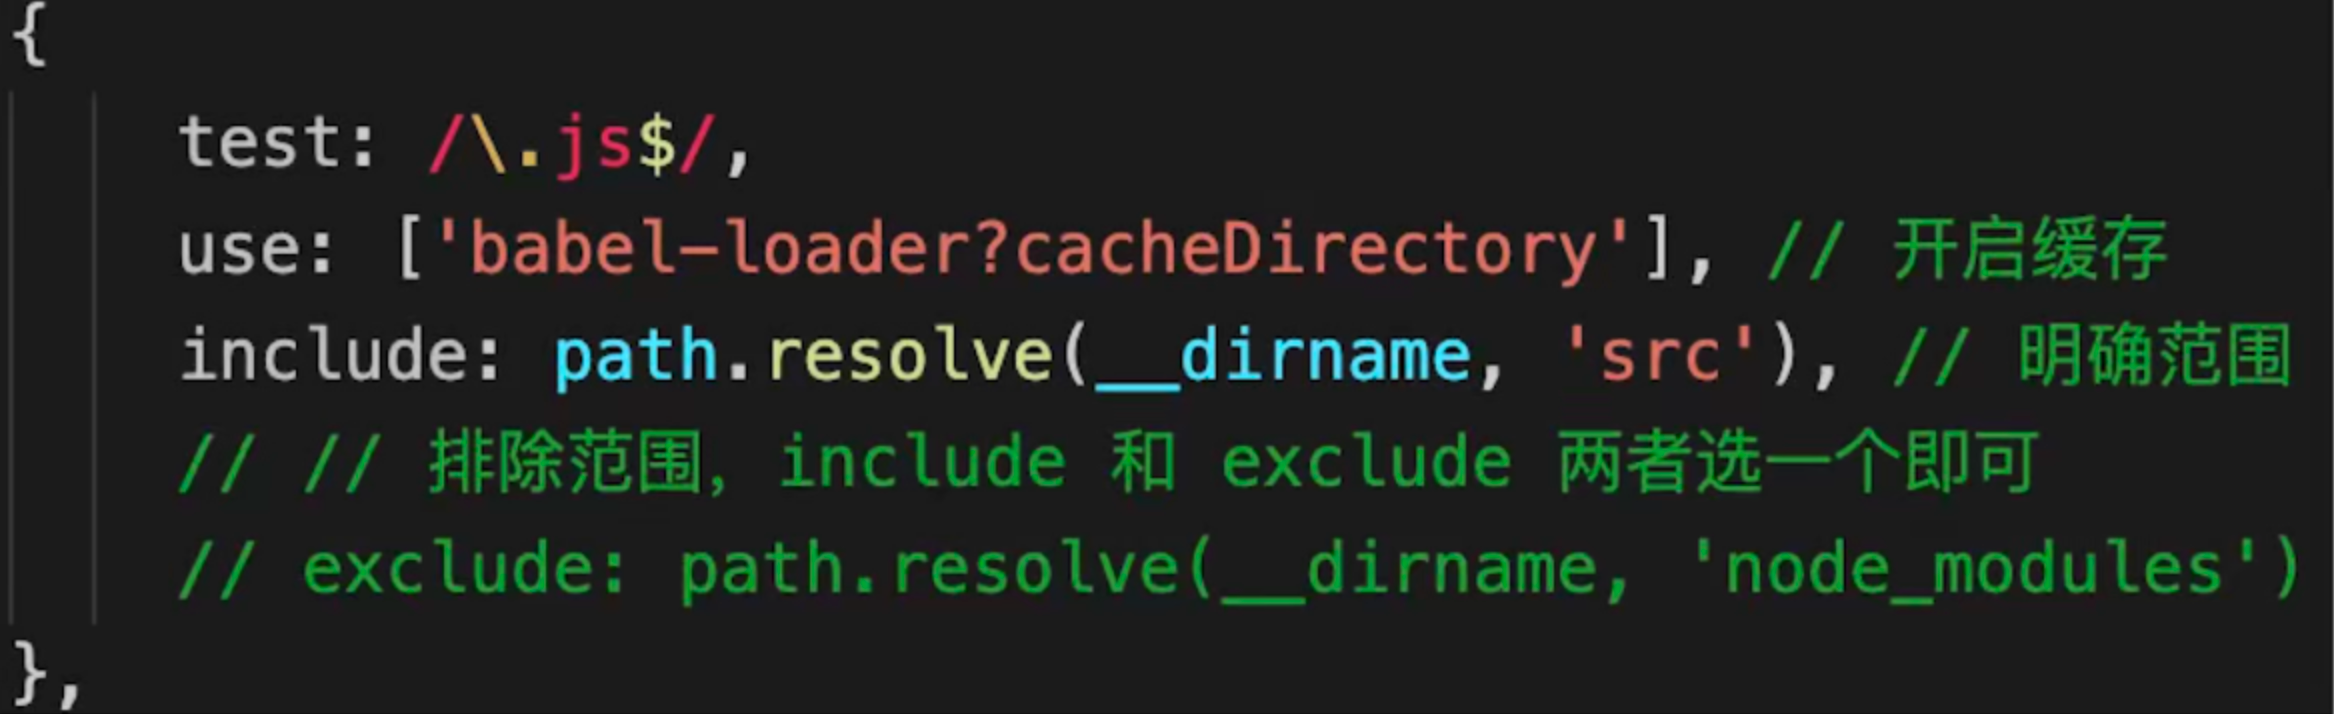 {
test: /\.js$/,
use: ['babel-loader?cacheDirectory'], // 开启缓存
include: path.resolve(__dirname, 'src'), // 明确范围
// // 排除范围，include 和 exclude 两者选一个即可
// exclude: path.resolve(__dirname, 'node_modules')
},